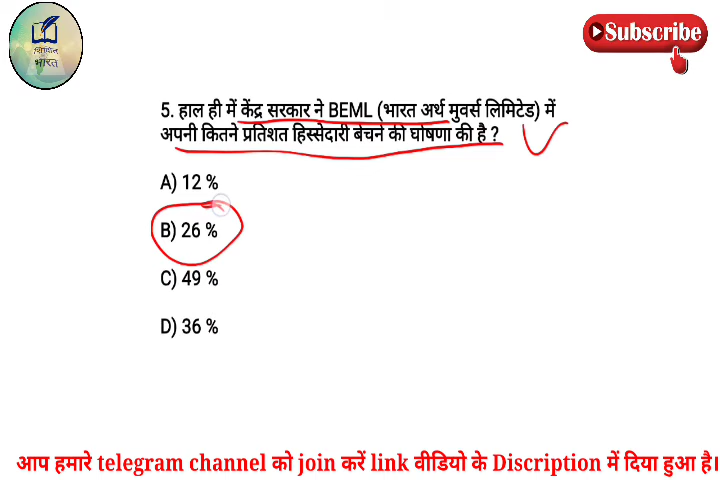 शिक्षित
भारत
Subscribe
5. हाल ही में केंद्र सरकार ने BEML (भारत अर्थ मुवर्स लिमिटेड) में
अपनी कितने प्रतिशत हिस्सेदारी बेचने की घोषणा की है ?
A) 12 %
B) 26 %
C) 49 %
D) 36 %
आप हमारे telegram channel को join करें link वीडियो के Discription में दिया हुआ है।